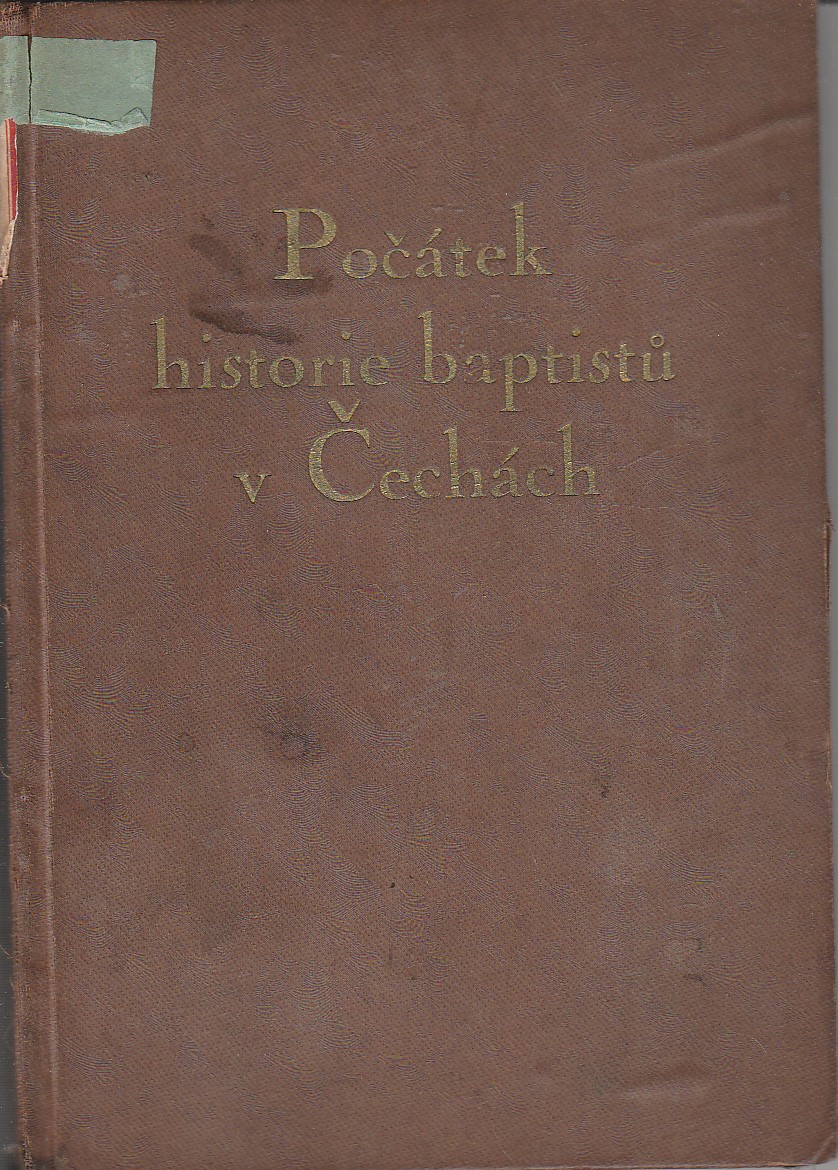 Počátek
historie baptistů
v Čechách